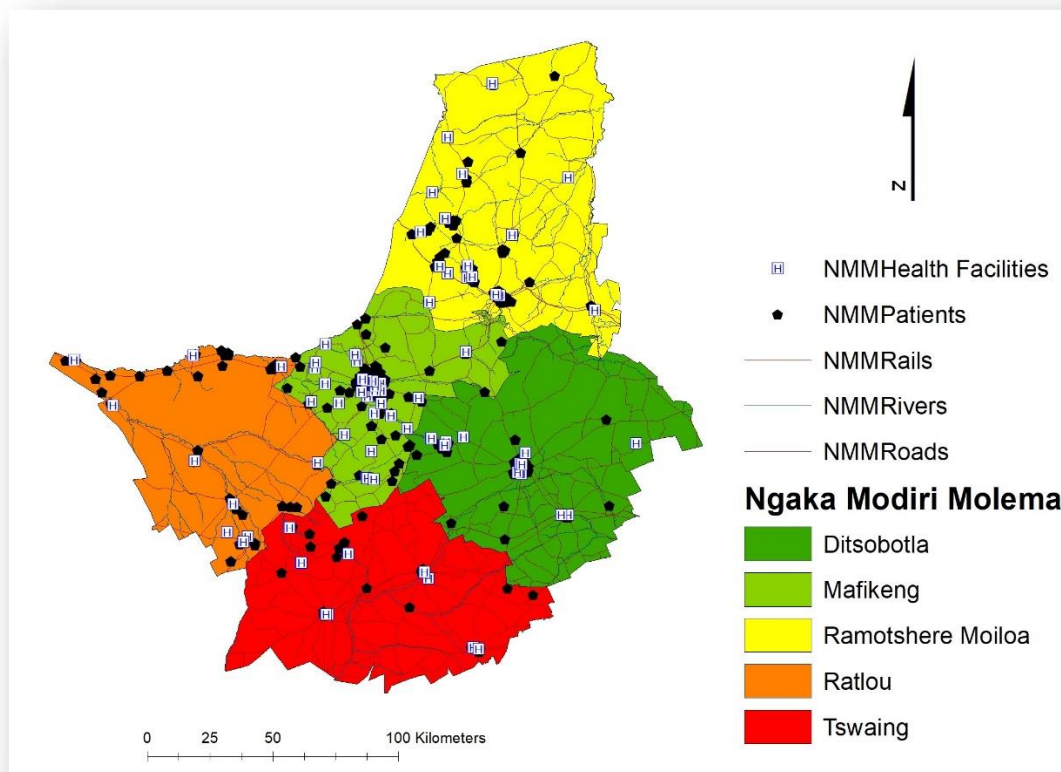 N
NMMHealth Facilities
NMMPatients
NMMRails
NMMRivers
NMMRoads
Ngaka Modiri Molema
Ditsobotla
Mafikeng
Ramotshere Moiloa
Ratlou
Tswaing
0 25 50 100 Kilometers